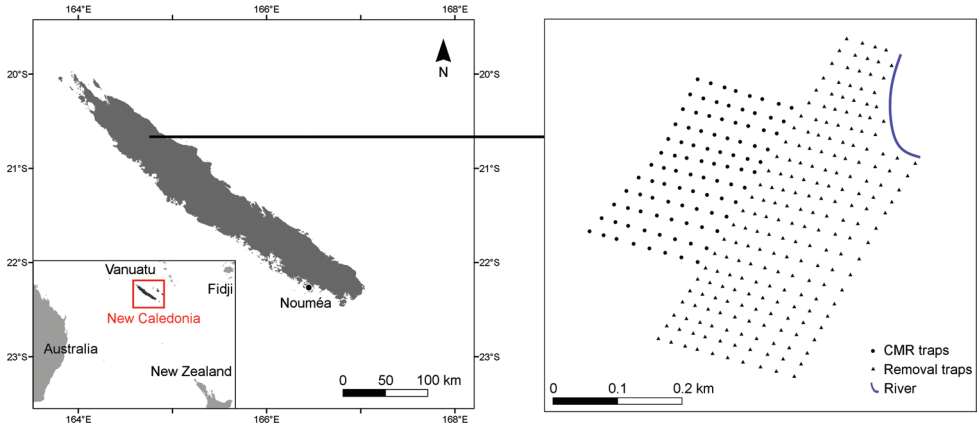 164°E 166°E 168°E
20°S 20°S
N
21°S 21°S
22°S 22°S
Nouméa
23°S 23°S
0 50 100 km
164°E 166°E 168°E
Vanuatu
Fidji
New Caledonia
Australia
New Zealand
CMR traps
Removal traps
River
0 0.1 0.2 km